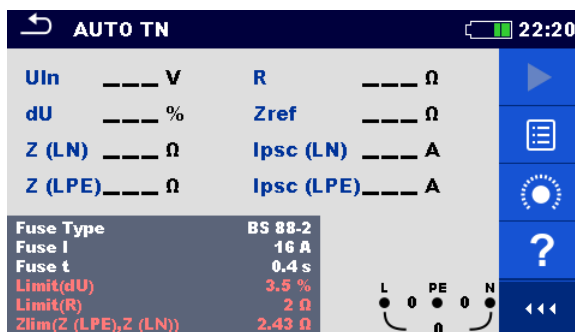 AUTO TN 22:20
Uln ___ V R ___ Ω
dU ___ % Zref ___ Ω
Z (LN) ___ Ω Ipsc (LN) ___ A
Z (LPE)___ Ω Ipsc (LPE)___ A
Fuse Type BS 88-2
Fuse I 16 A
Fuse t 0.4 s
Limit(dU) 3.5 %
Limit(R) 2 Ω
Zlim(Z (LPE),Z (LN)) 2.43 Ω
L PE N
0 0
0
?